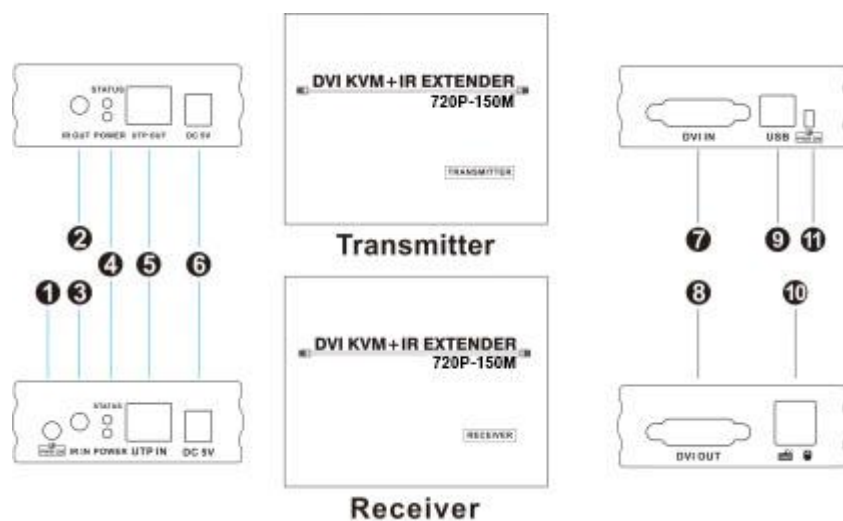 STATUS
IR OUT POWER UTP OUT DC 5V
DVI KVM+IR EXTENDER
720P-150M
TRANSMITTER
Transmitter
DVI IN USB
2
4
5
6
1
3
7
9
11
8
10
STATUS
IR IN POWER UTP IN DC 5V
DVI KVM+IR EXTENDER
720P-150M
RECEIVER
Receiver
DVI OUT